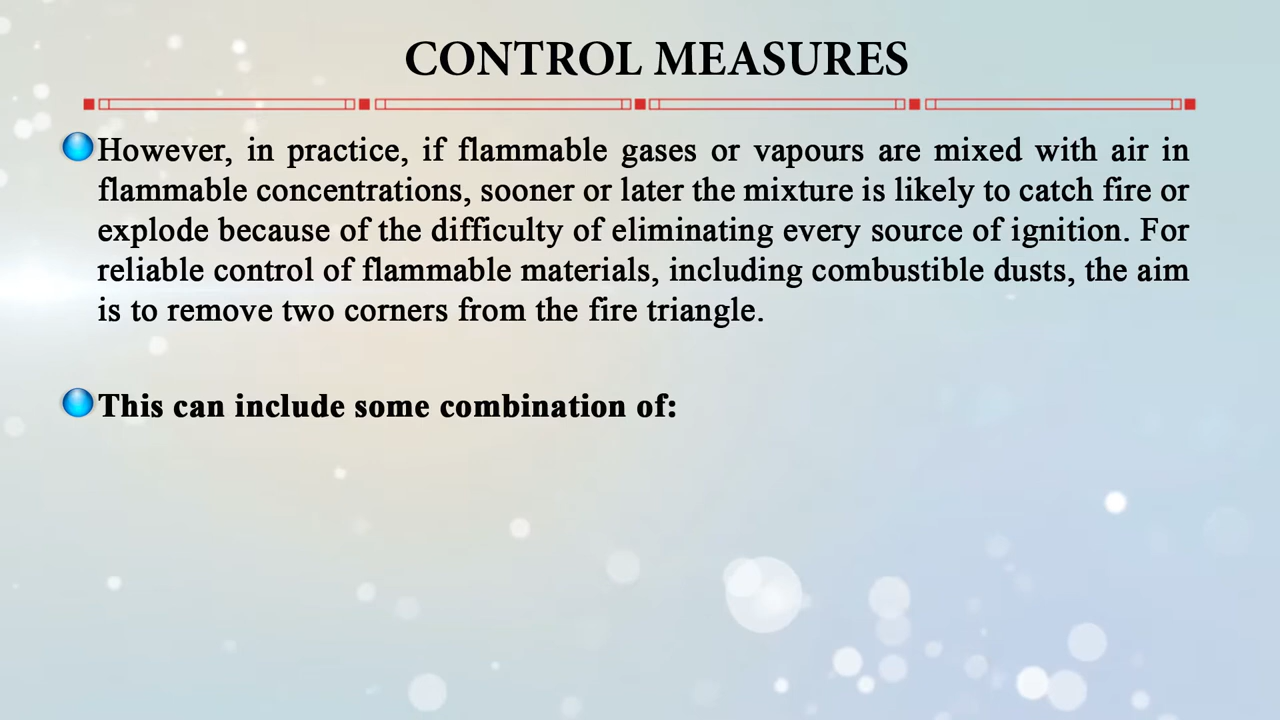 CONTROL MEASURES
However, in practice, if flammable gases or vapours are mixed with air in
flammable concentrations, sooner or later the mixture is likely to catch fire or
explode because of the difficulty of eliminating every source of ignition. For
reliable control of flammable materials, including combustible dusts, the aim
is to remove two corners from the fire triangle.
This can include some combination of: